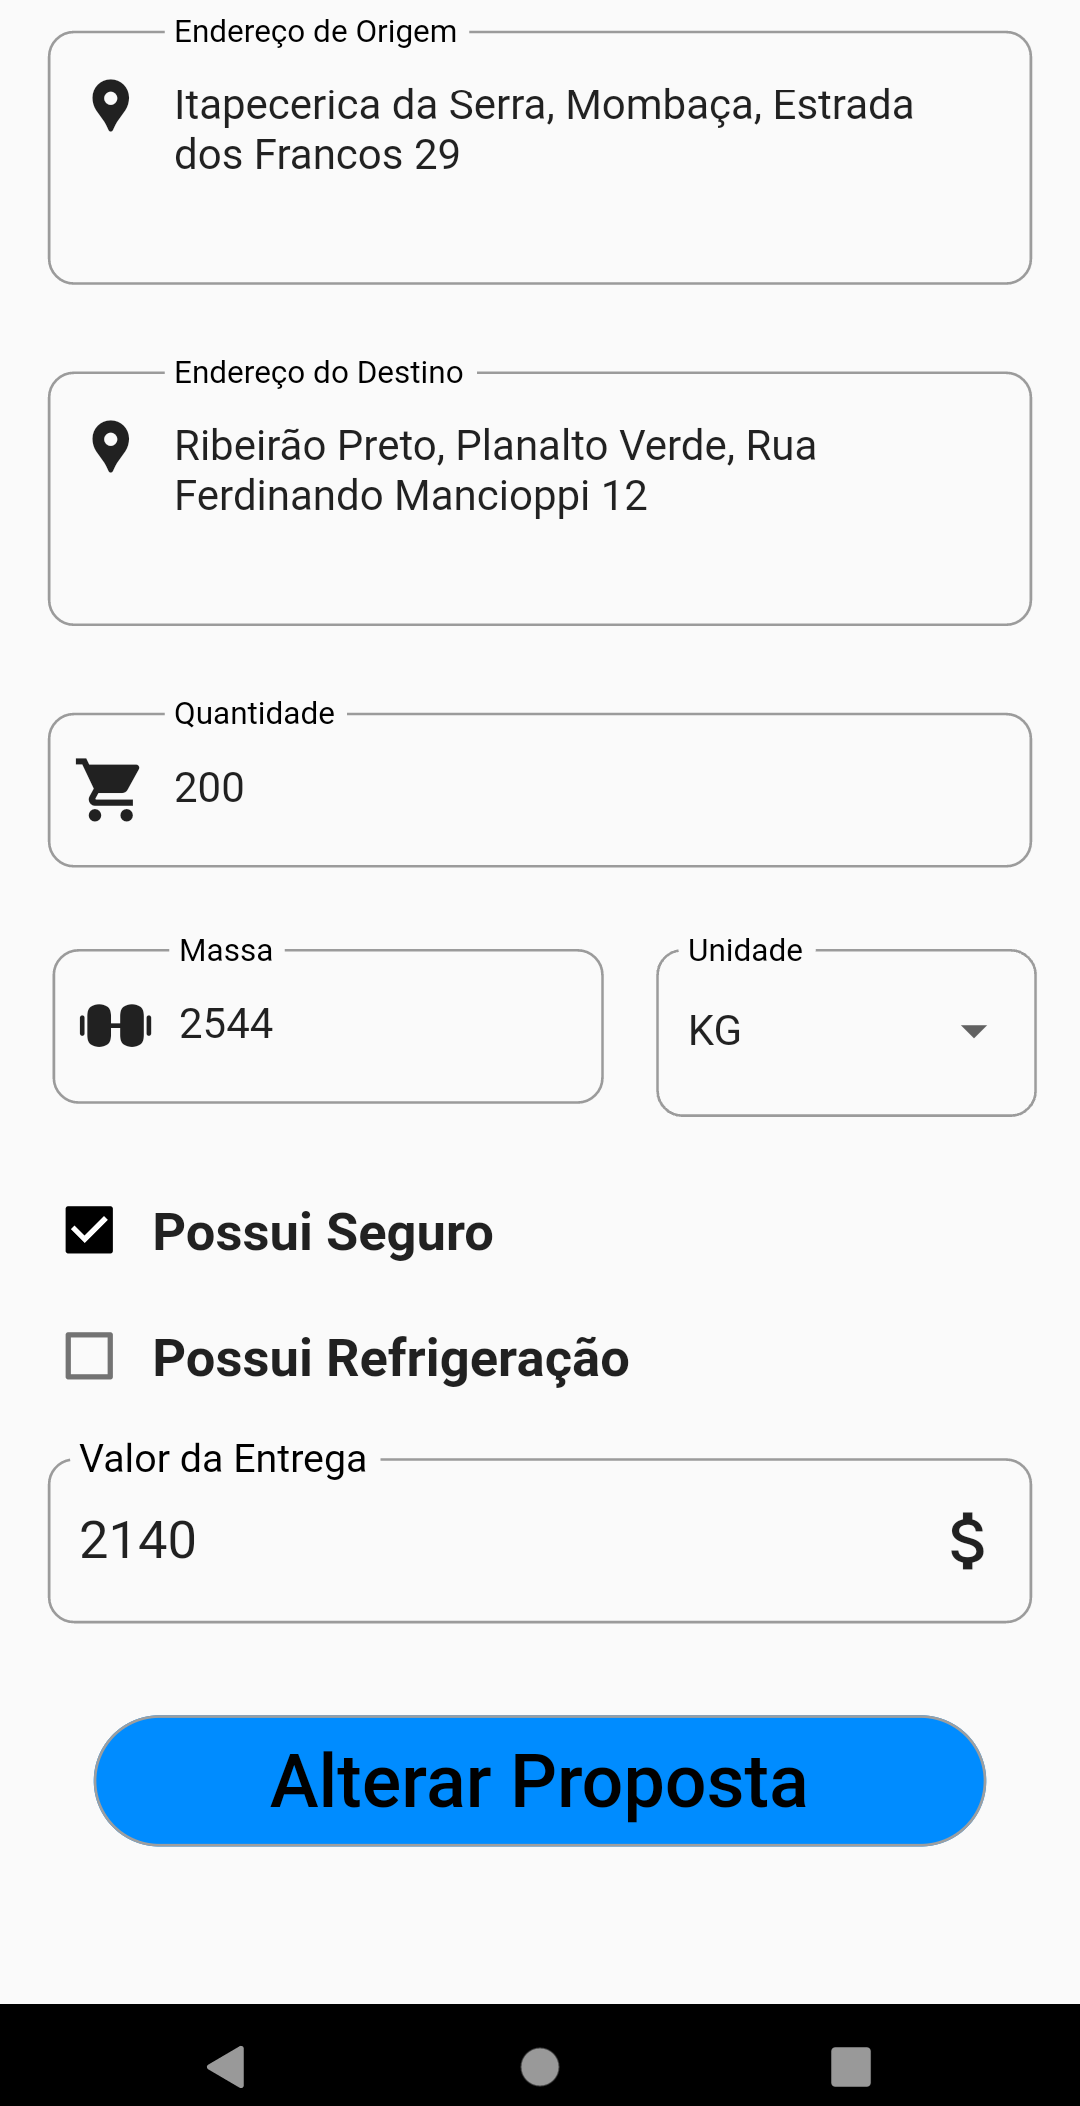 Endereço de Origem
Itapecerica da Serra, Mombaça, Estrada
dos Francos 29
Endereço do Destino
Ribeirão Preto, Planalto Verde, Rua
Ferdinando Mancioppi 12
Quantidade
200
Massa
2544
Unidade
KG
Possui Seguro
Possui Refrigeração
Valor da Entrega
2140
$
Alterar Proposta